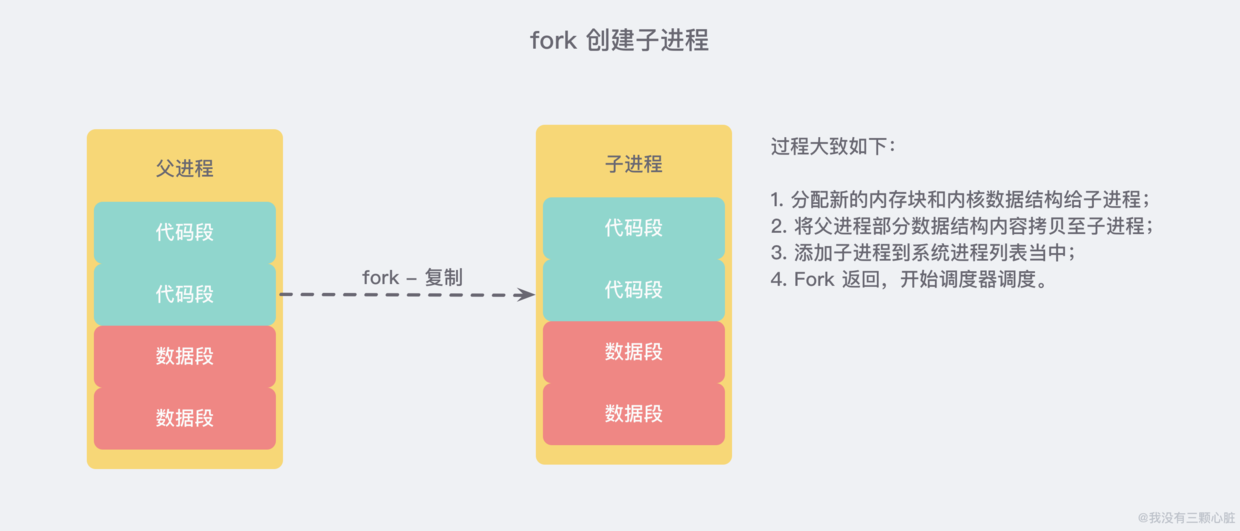 fork 创建子进程
父进程
代码段
代码段
数据段
数据段
fork – 复制
子进程
代码段
代码段
数据段
数据段
过程大致如下：
1. 分配新的内存块和内核数据结构给子进程；
2. 将父进程部分数据结构内容拷贝至子进程；
3. 添加子进程到系统进程列表当中；
4. Fork 返回，开始调度器调度。
@我没有三颗心脏